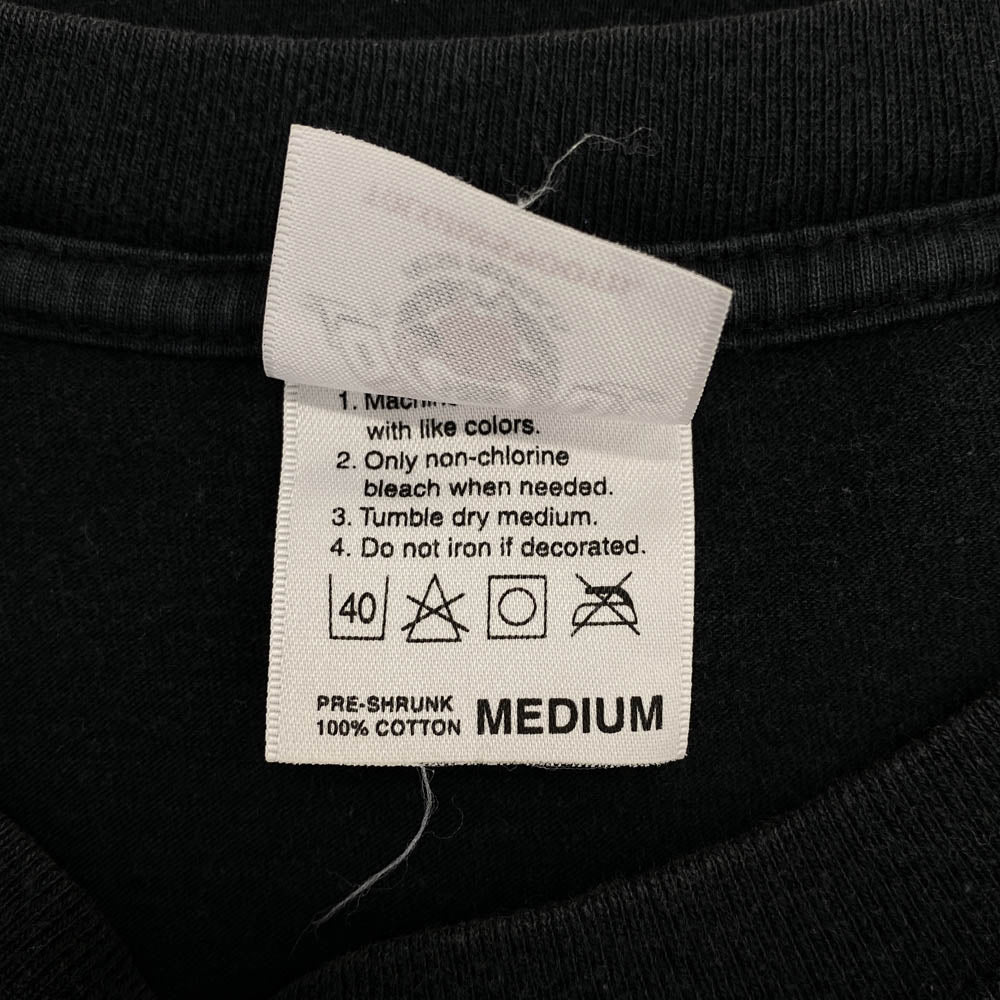 1.
with like colors.
2. Only non-chlorine
bleach when needed.
3. Tumble dry medium.
4. Do not iron if decorated.
40
PRE-SHRUNK
100% COTTON MEDIUM